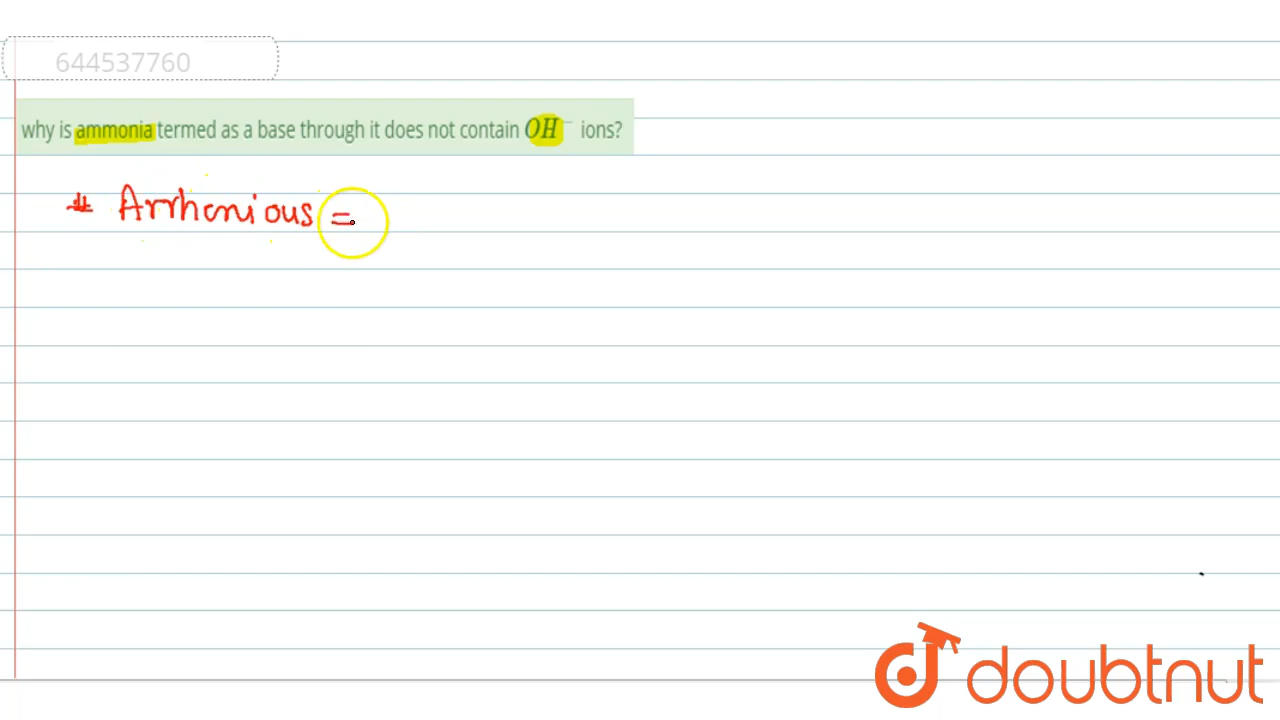 644537760
why is ammonia termed as a base through it does not contain OH⁻ ions?
* Arrhenious =
doubtnut